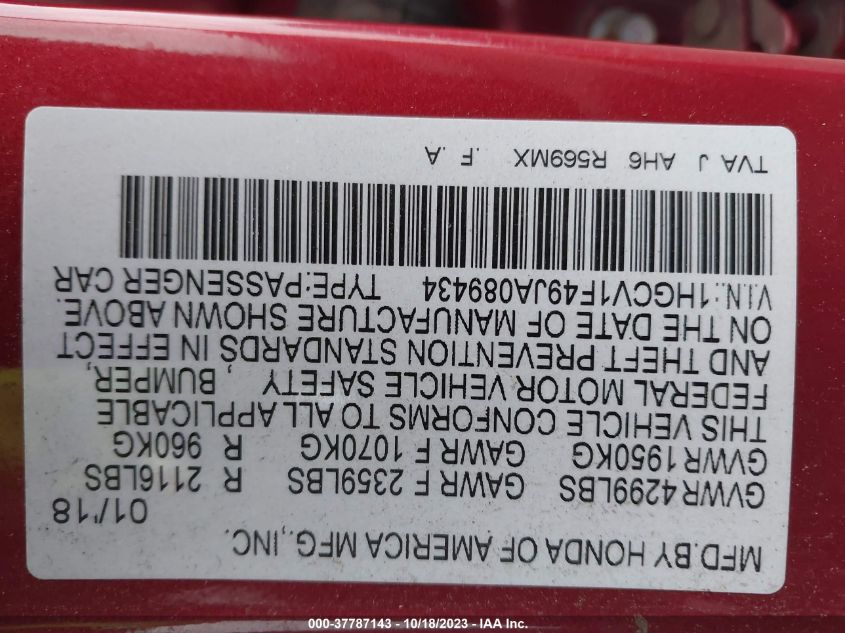 MFD.BY HONDA OF AMERICA MFG.,INC.
01/'18
GVWR 4299LBS GAWR F 2359LBS R 2116LBS
GVWR 1950KG GAWR F 1070KG R 960KG
THIS VEHICLE CONFORMS TO ALL APPLICABLE
FEDERAL MOTOR VEHICLE SAFETY , BUMPER,
AND THEFT PREVENTION STANDARDS IN EFFECT
ON THE DATE OF MANUFACTURE SHOWN ABOVE.
V.I.N.:1HGCV1F49JA089434 TYPE:PASSENGER CAR
TVA J AH6 R569MX .F .A
000-37787143 - 10/18/2023 - IAA Inc.